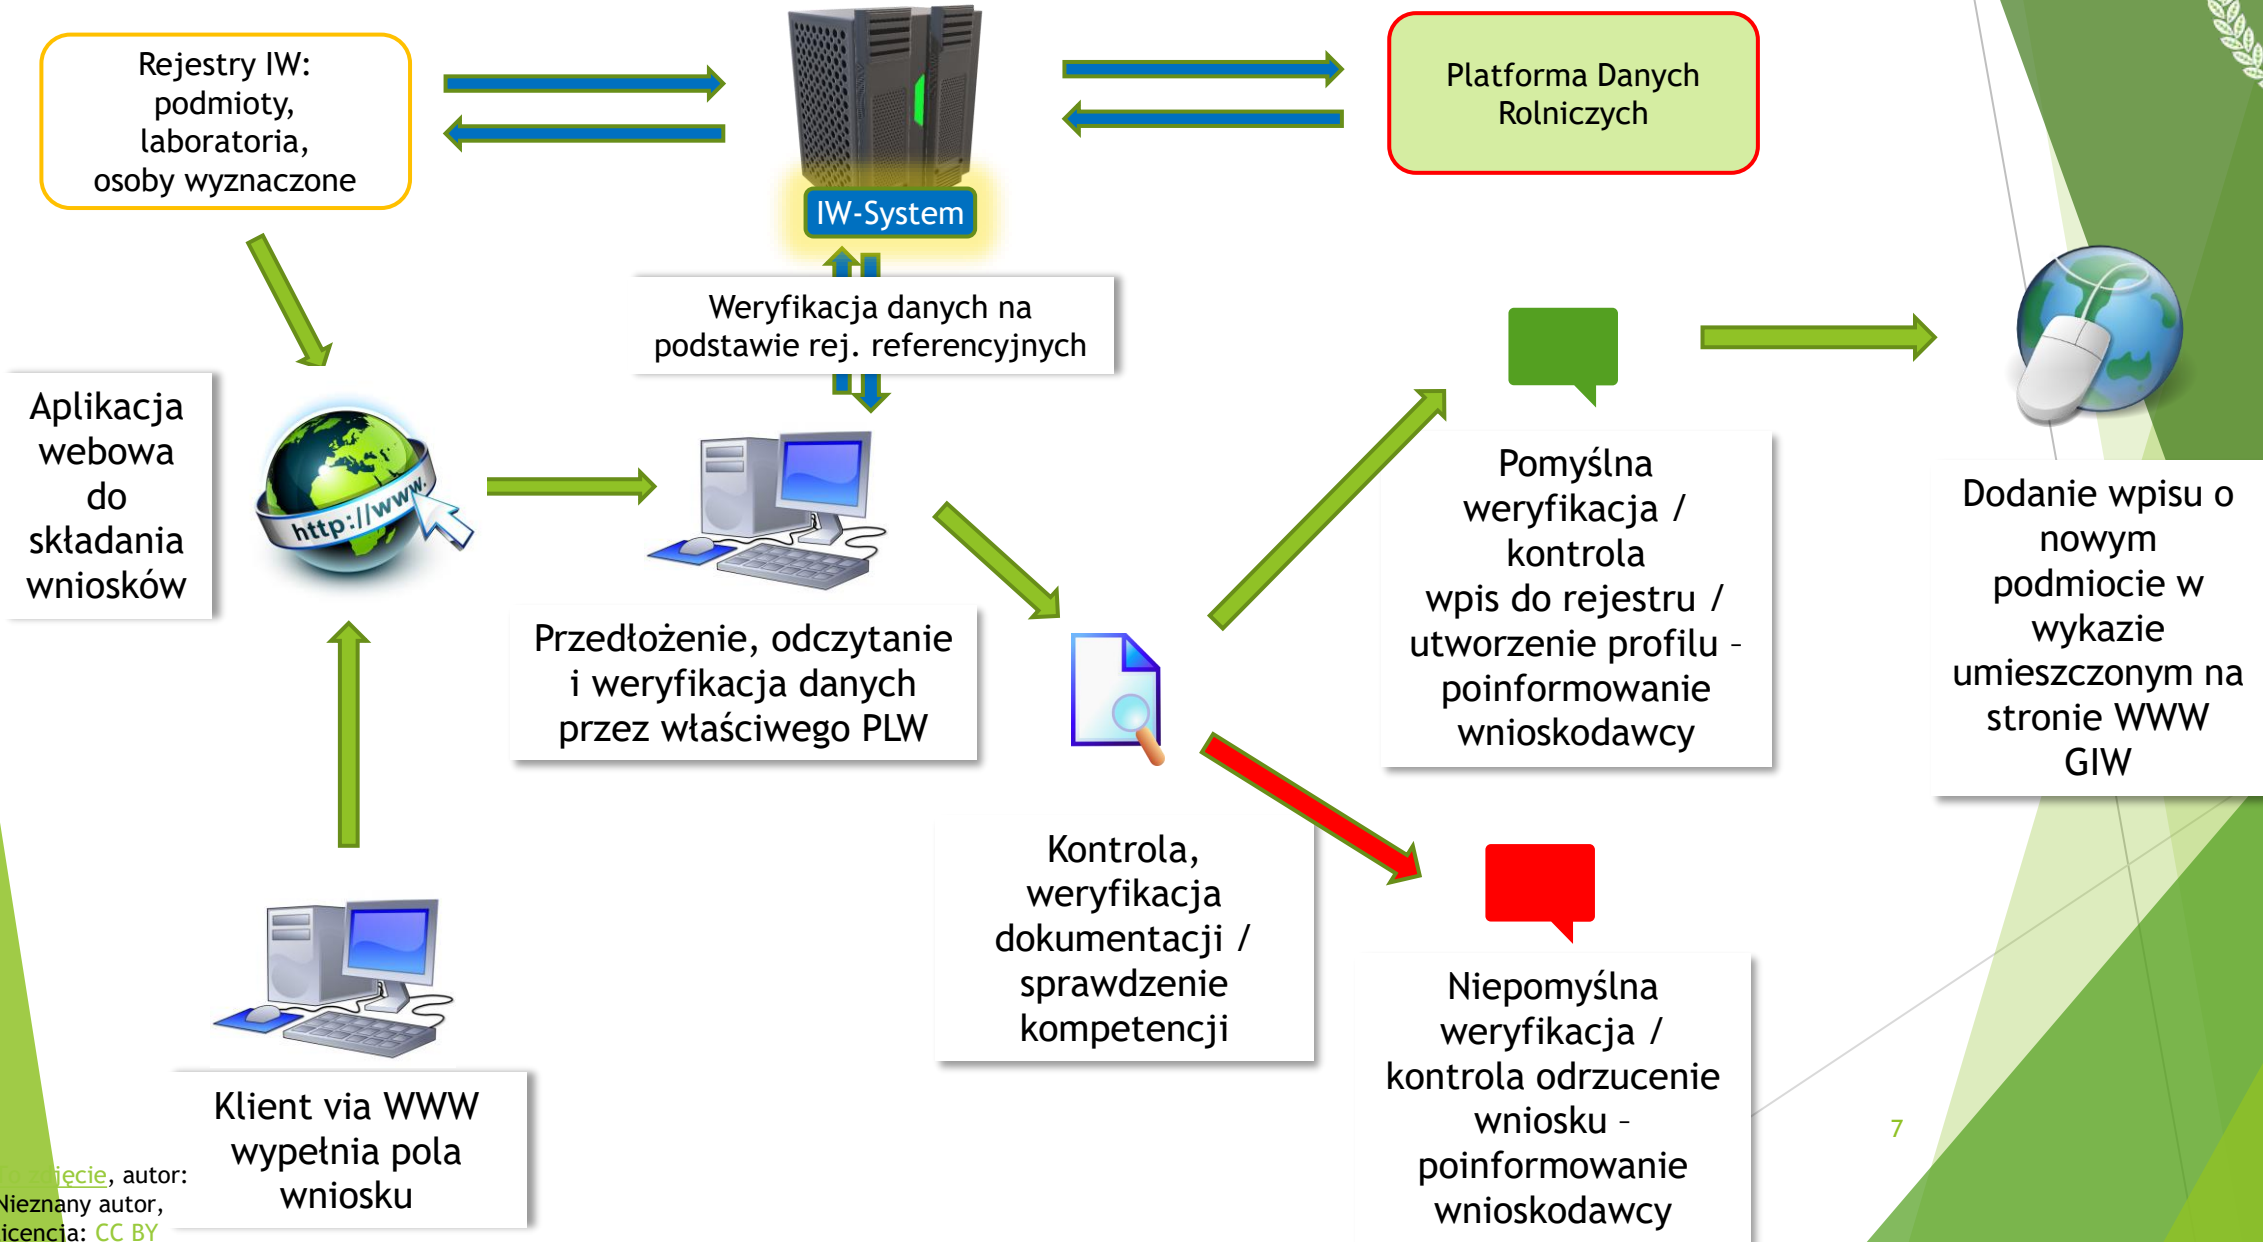 Rejestry IW:
podmioty,
laboratoria,
osoby wyznaczone
IW-System
Platforma Danych
Rolniczych
Weryfikacja danych na
podstawie rej. referencyjnych
Aplikacja
webowa
do
składania
wniosków
http://www.
Przedłożenie, odczytanie
i weryfikacja danych
przez właściwego PLW
Pomyślna
weryfikacja /
kontrola
wpis do rejestru /
utworzenie profilu –
poinformowanie
wnioskodawcy
Dodanie wpisu o
nowym
podmiocie w
wykazie
umieszczonym na
stronie WWW
GIW
Kontrola,
weryfikacja
dokumentacji /
sprawdzenie
kompetencji
Niepomyślna
weryfikacja /
kontrola odrzucenie
wniosku –
poinformowanie
wnioskodawcy
Klient via WWW
wypełnia pola
wniosku
To zdjęcie, autor:
Nieznany autor,
licencja: CC BY
7